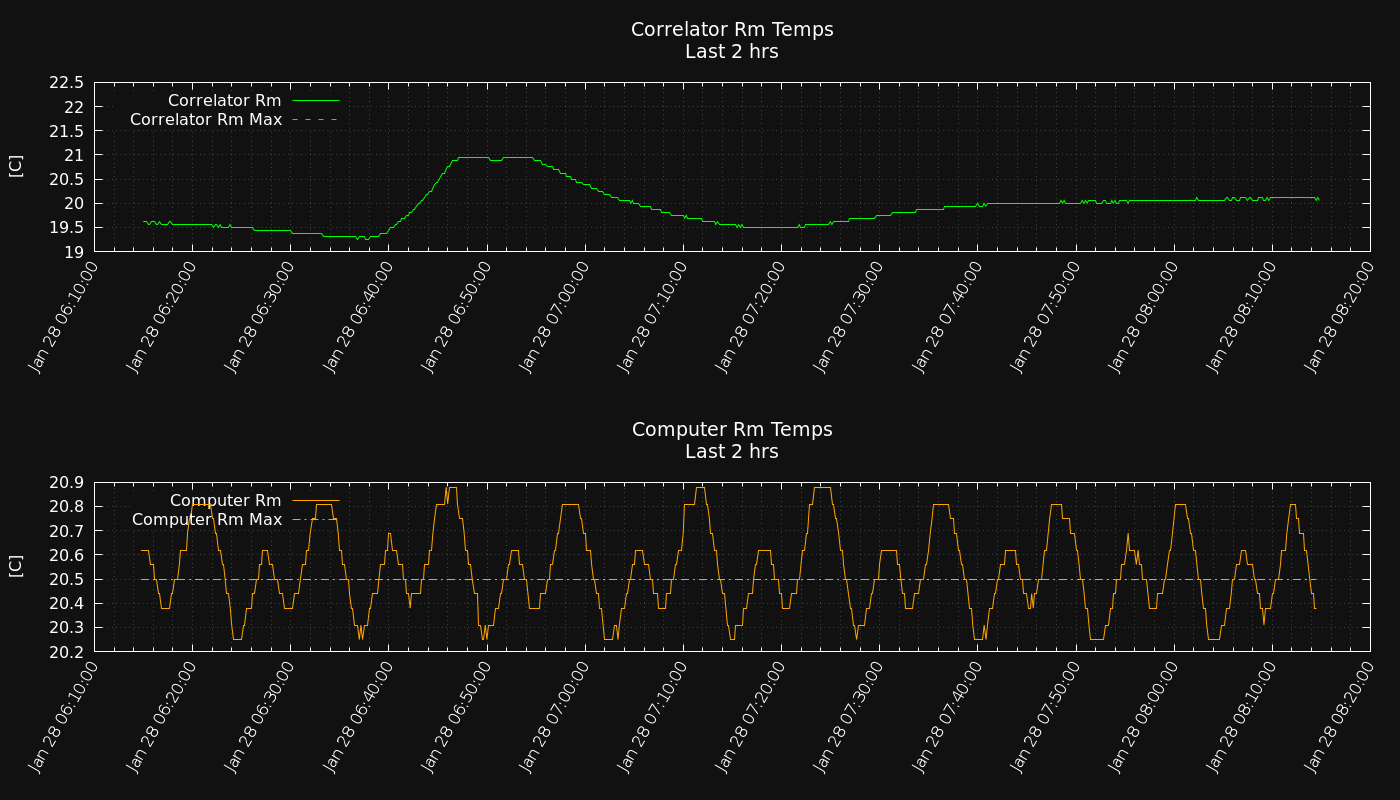 Correlator Rm Temps
Last 2 hrs
22.5
22
21.5
21
20.5
20
19.5
19
[C]
Correlator Rm
Correlator Rm Max
Jan 28 06:10:00
Jan 28 06:20:00
Jan 28 06:30:00
Jan 28 06:40:00
Jan 28 06:50:00
Jan 28 07:00:00
Jan 28 07:10:00
Jan 28 07:20:00
Jan 28 07:30:00
Jan 28 07:40:00
Jan 28 07:50:00
Jan 28 08:00:00
Jan 28 08:10:00
Jan 28 08:20:00
Computer Rm Temps
Last 2 hrs
20.9
20.8
20.7
20.6
20.5
20.4
20.3
20.2
[C]
Computer Rm
Computer Rm Max
Jan 28 06:10:00
Jan 28 06:20:00
Jan 28 06:30:00
Jan 28 06:40:00
Jan 28 06:50:00
Jan 28 07:00:00
Jan 28 07:10:00
Jan 28 07:20:00
Jan 28 07:30:00
Jan 28 07:40:00
Jan 28 07:50:00
Jan 28 08:00:00
Jan 28 08:10:00
Jan 28 08:20:00